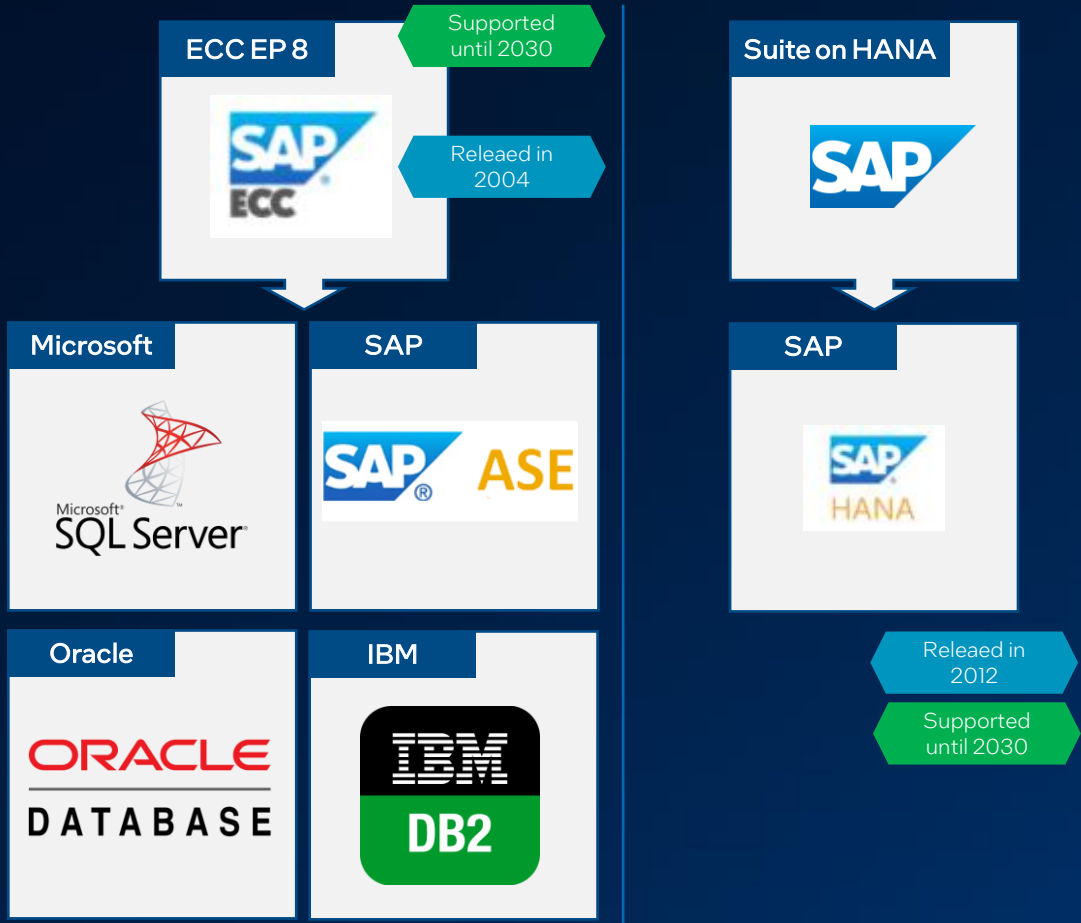 ECC EP 8
Supported
until 2030
SAP
®
ECC
Releaed in
2004
Microsoft
Microsoft®
SQL Server®
™
SAP
SAP
®
ASE
Oracle
ORACLE
DATABASE
IBM
IBM
DB2
Suite on HANA
SAP
SAP
SAP
®
HANA
Releaed in
2012
Supported
until 2030